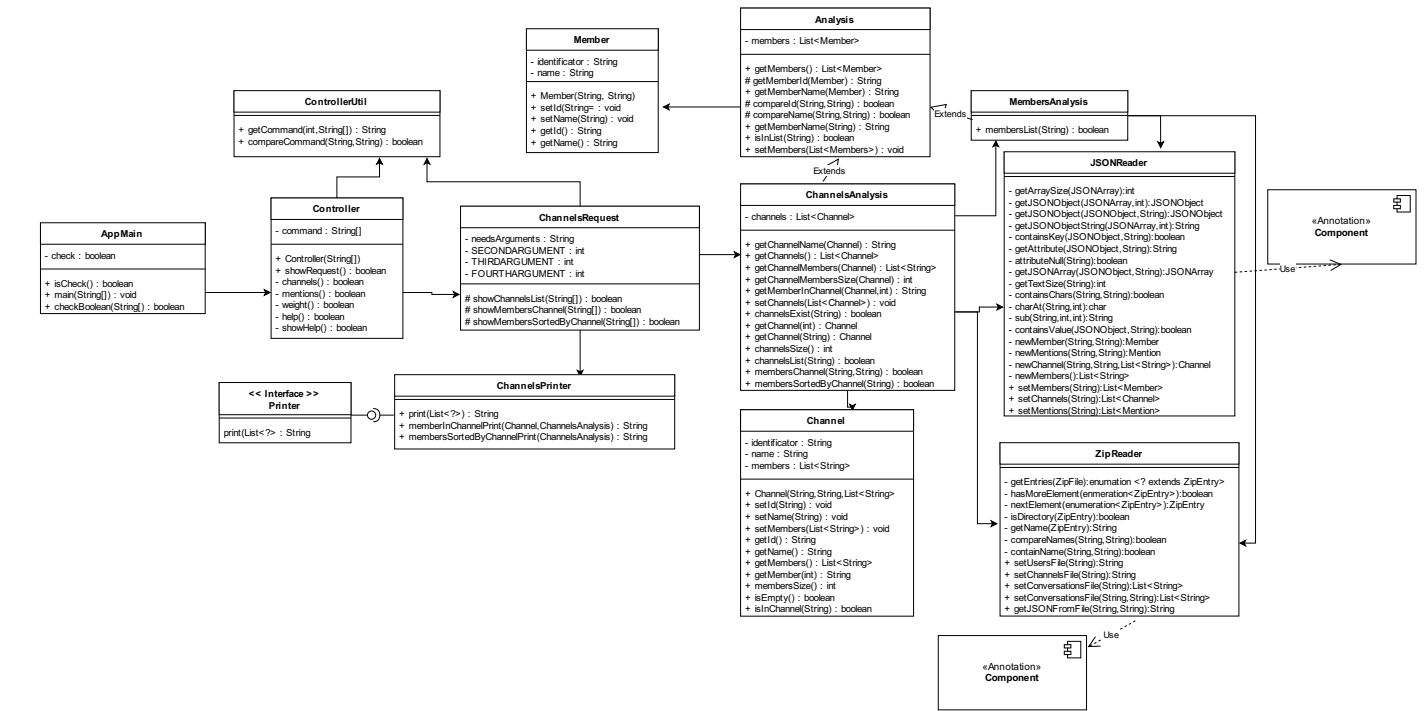 Member
- identificator : String
- name : String
+ Member(String, String)
+ setId(String= : void
+ setName(String) : void
+ getId() : String
+ getName() : String
Analysis
- members : List<Member>
+ getMembers() : List<Member>
# getMemberId(Member) : String
+ getMemberName(Member) : String
# compareId(String,String) : boolean
# compareName(String,String) : boolean
+ getMemberName(String) : String
+ isInList(String) : boolean
+ setMembers(List<Members>) : void
Extends
MembersAnalysis
+ membersList(String) : boolean
ControllerUtil
+ getCommand(int,String[]) : String
+ compareCommand(String,String) : boolean
Extends
AppMain
- check : boolean
+ isCheck() : boolean
+ main(String[]) : void
+ checkBoolean(String[) : boolean
Controller
- command : String[]
+ Controller(String[])
+ showRequest() : boolean
- channels() : boolean
- mentions() : boolean
- weight() : boolean
- help() : boolean
- showHelp() : boolean
ChannelsRequest
- needsArguments : String
- SECONDARGUMENT : int
- THIRDARGUMENT : int
- FOURTHARGUMENT : int
# showChannelsList(String[]) : boolean
# showMembersChannel(String[]) : boolean
# showMembersSortedByChannel(String[]) : boolean
ChannelsAnalysis
- channels : List<Channel>
+ getChannelName(Channel) : String
+ getChannels() : List<Channel>
+ getChannelMembers(Channel) : List<String>
+ getChannelMembersSize(Channel) : int
+ getMemberInChannel(Channel,int) : String
+ setChannels(List<Channel>) : void
+ channelsExist(String) : boolean
+ getChannel(int) : Channel
+ getChannel(String) : Channel
+ channelsSize() : int
+ channelsList(String) : boolean
+ membersChannel(String,String) : boolean
+ membersSortedByChannel(String) : boolean
JSONReader
- getArraySize(JSONArray):int
- getJSONObject(JSONArray,int):JSONObject
- getJSONObject(JSONObject,String):JSONObject
- getJSONObjectString(JSONArray,int):String
- containsKey(JSONObject,String):boolean
- getAttribute(JSONObject,String):String
- attributeNull(String):boolean
- getJSONArray(JSONObject,String):JSONArray
- getTextSize(String):int
- containsChars(String,String):boolean
- charAt(String,int):char
- sub(String,int,int):String
- containsValue(JSONObject,String):boolean
- newMember(String,String):Member
- newMentions(String,String):Mention
- newChannel(String,String,List<String>):Channel
- newMembers():List<String>
+ setMembers(String):List<Member>
+ setChannels(String):List<Channel>
+ setMentions(String):List<Mention>
Use
«Annotation»
Component
<< Interface >>
Printer
print(List<?> : String
ChannelsPrinter
+ print(List<?>) : String
+ memberInChannelPrint(Channel,ChannelsAnalysis) : String
+ membersSortedByChannelPrint(ChannelsAnalysis) : String
Channel
- identificator : String
- name : String
- members : List<String>
+ Channel(String,String,List<String>
+ setId(String) : void
+ setName(String) : void
+ setMembers(List<String>) : void
+ getId() : String
+ getName() : String
+ getMembers() : List<String>
+ getMember(int) : String
+ membersSize() : int
+ isEmpty() : boolean
+ isInChannel(String) : boolean
ZipReader
- getEntries(ZipFile):enumation <? extends ZipEntry>
- hasMoreElement(enmeration<ZipEntry>):boolean
- nextElement(enumeration<ZipEntry>):ZipEntry
- isDirectory(ZipEntry):boolean
- getName(ZipEntry):String
- compareNames(String,String):boolean
- containName(String,String):boolean
+ setUsersFile(String):String
+ setChannelsFile(String):String
+ setConversationsFile(String):List<String>
+ setConversationsFile(String,String):List<String>
+ getJSONFromFile(String,String):String
Use
«Annotation»
Component